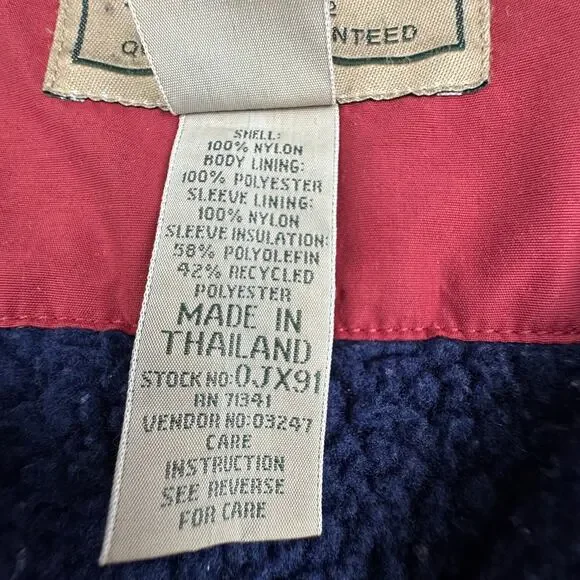 QU NTEED
SHELL:
100% NYLON
BODY LINING:
100% POLYESTER
SLEEVE LINING:
100% NYLON
SLEEVE INSULATION:
58% POLYOLEFIN
42% RECYCLED
POLYESTER
MADE IN
THAILAND
STOCK NO: 0JX91
RN 71341
VENDOR NO: 03247
CARE
INSTRUCTION
SEE REVERSE
FOR CARE